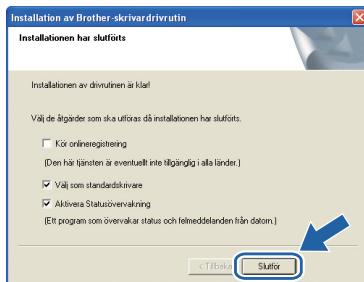 Installation av Brother-skrivardrivrutin
Installationen har slutförts
Installationen av drivrutinen är klar!
Välj de åtgärder som ska utföras då installationen har slutförts.
Kör onlineregistering
(Den här tjänsten är eventuellt inte tillgänglig i alla länder.)
Välj som standardskrivare
Aktivera Statusövervakning
(Ett program som övervakar status och felmeddelanden från datorn.)
< Tillbaka Slutför